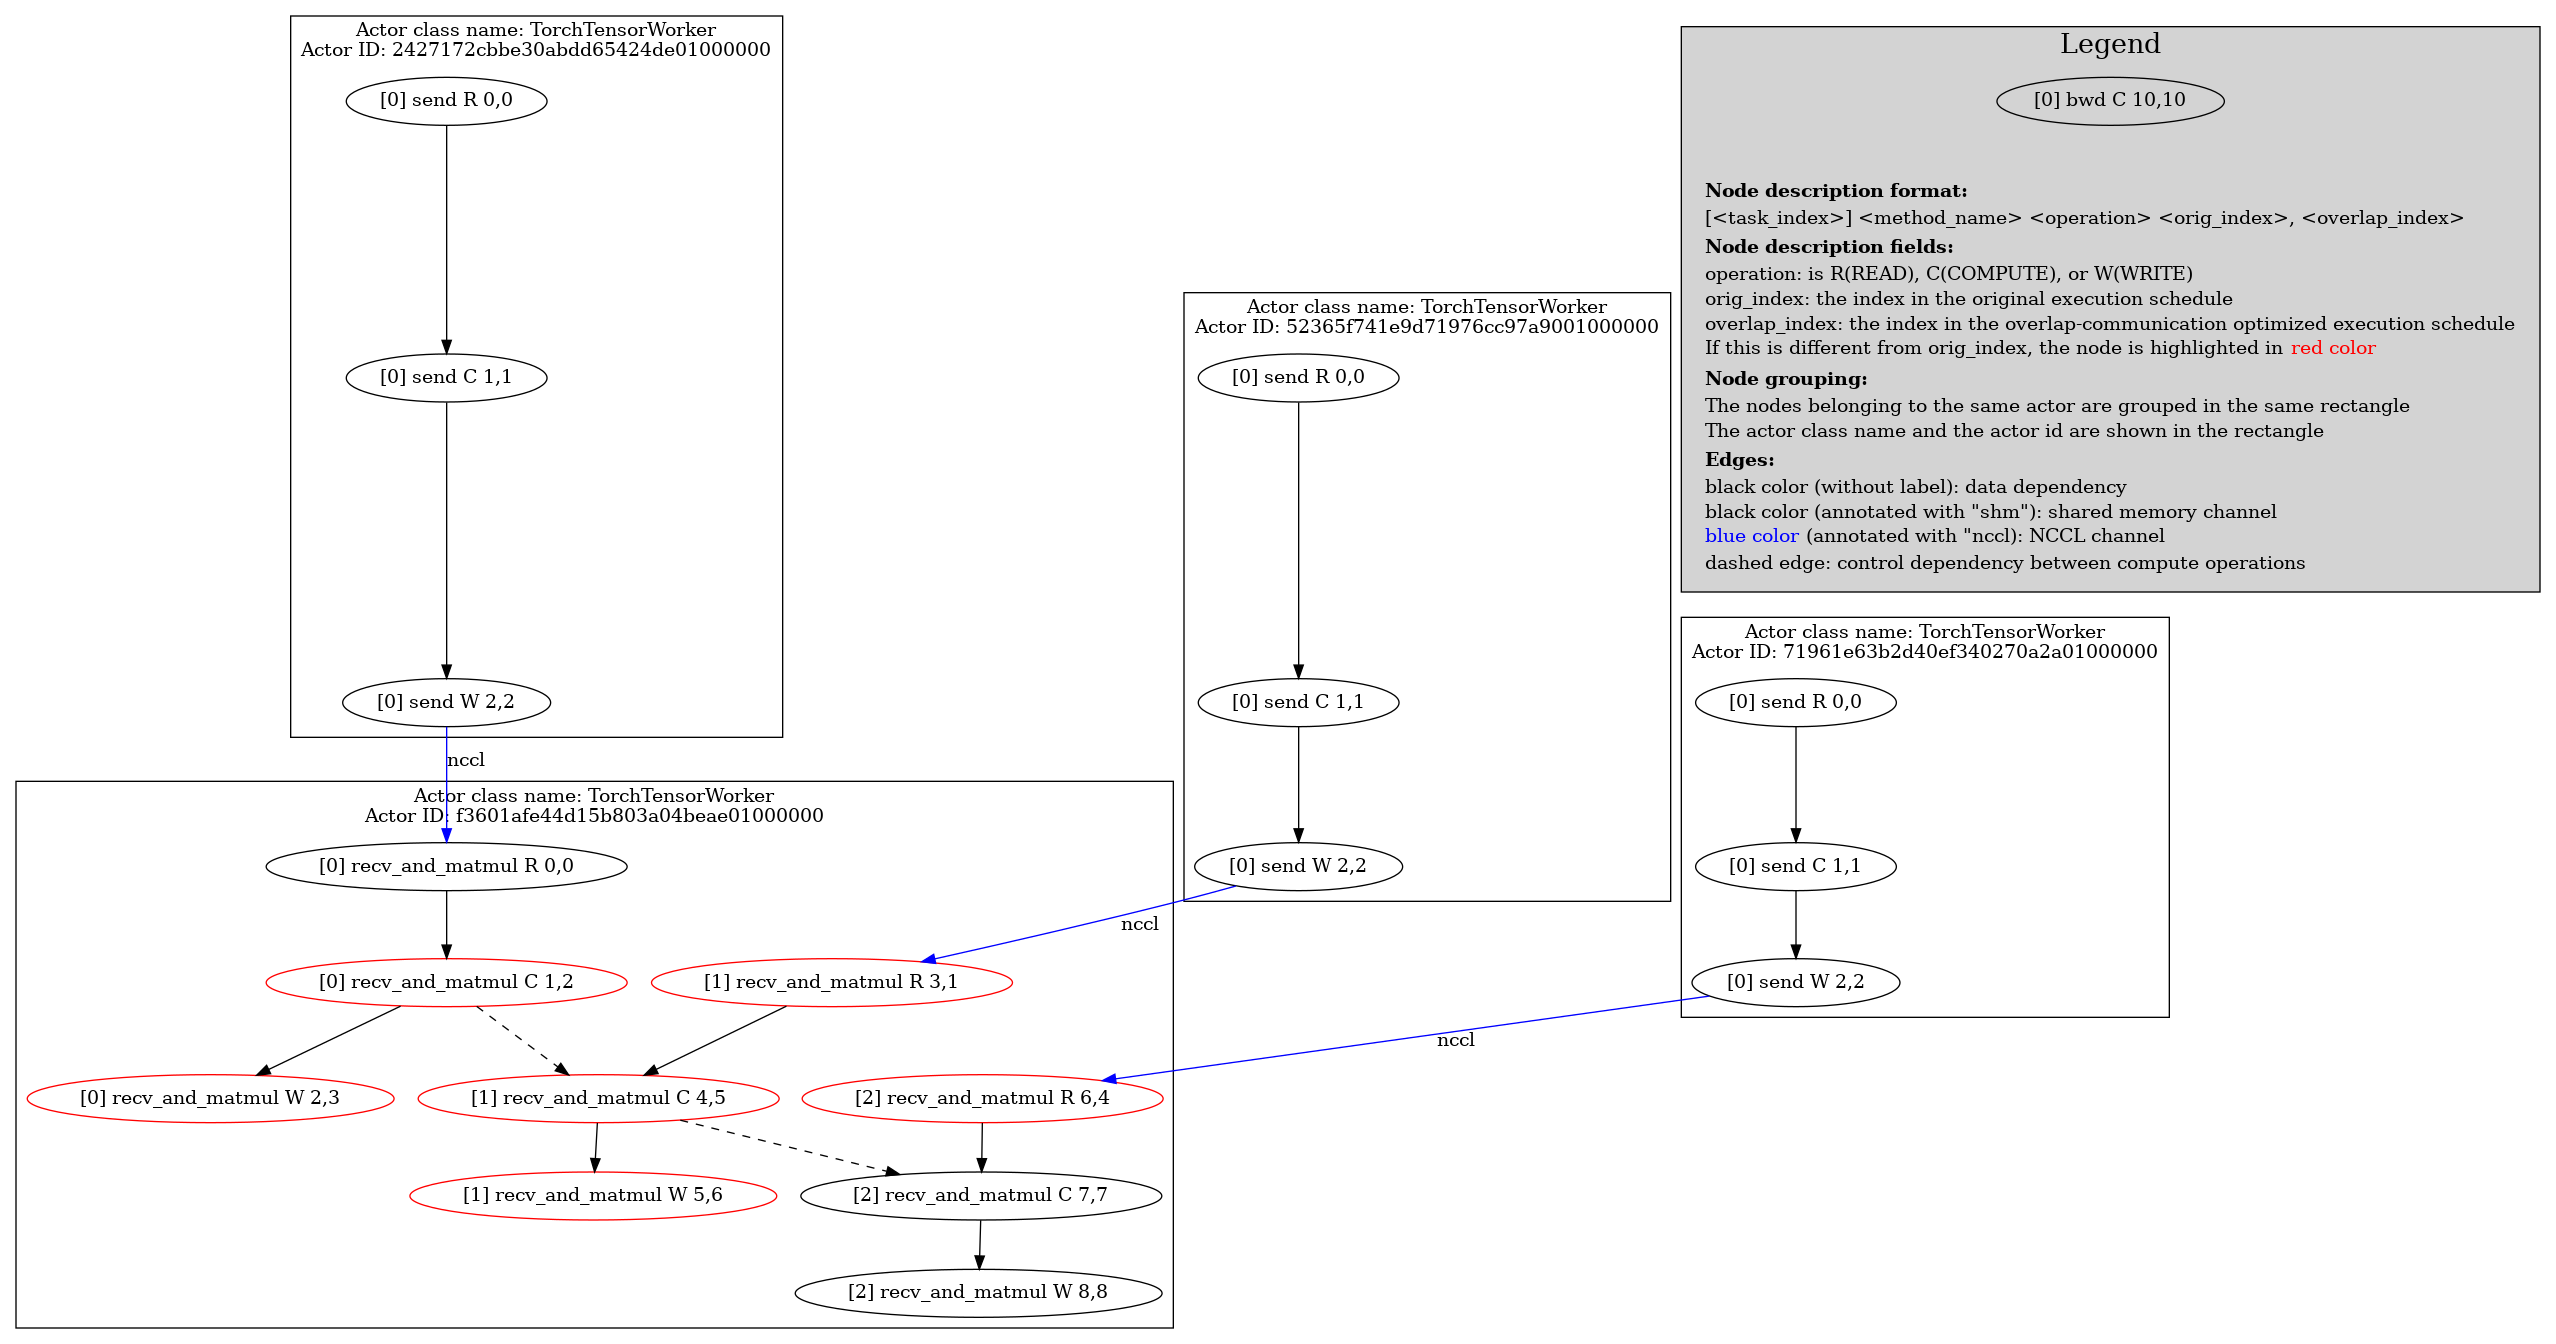 Actor class name: TorchTensorWorker
Actor ID: 2427172cbbe30abdd65424de01000000
[0] send R 0,0
[0] send C 1,1
[0] send W 2,2
nccl
Actor class name: TorchTensorWorker
Actor ID: f3601afe44d15b803a04beae01000000
[0] recv_and_matmul R 0,0
[0] recv_and_matmul C 1,2
[1] recv_and_matmul R 3,1
[0] recv_and_matmul W 2,3
[1] recv_and_matmul C 4,5
[2] recv_and_matmul R 6,4
[1] recv_and_matmul W 5,6
[2] recv_and_matmul C 7,7
[2] recv_and_matmul W 8,8
Actor class name: TorchTensorWorker
Actor ID: 52365f741e9d71976cc97a9001000000
[0] send R 0,0
[0] send C 1,1
[0] send W 2,2
nccl
Legend
[0] bwd C 10,10
Node description format:
[<task_index>] <method_name> <operation> <orig_index>, <overlap_index>
Node description fields:
operation: is R(READ), C(COMPUTE), or W(WRITE)
orig_index: the index in the original execution schedule
overlap_index: the index in the overlap-communication optimized execution schedule
If this is different from orig_index, the node is highlighted in red color
Node grouping:
The nodes belonging to the same actor are grouped in the same rectangle
The actor class name and the actor id are shown in the rectangle
Edges:
black color (without label): data dependency
black color (annotated with "shm"): shared memory channel
blue color (annotated with "nccl): NCCL channel
dashed edge: control dependency between compute operations
Actor class name: TorchTensorWorker
Actor ID: 71961e63b2d40ef340270a2a01000000
[0] send R 0,0
[0] send C 1,1
[0] send W 2,2
nccl